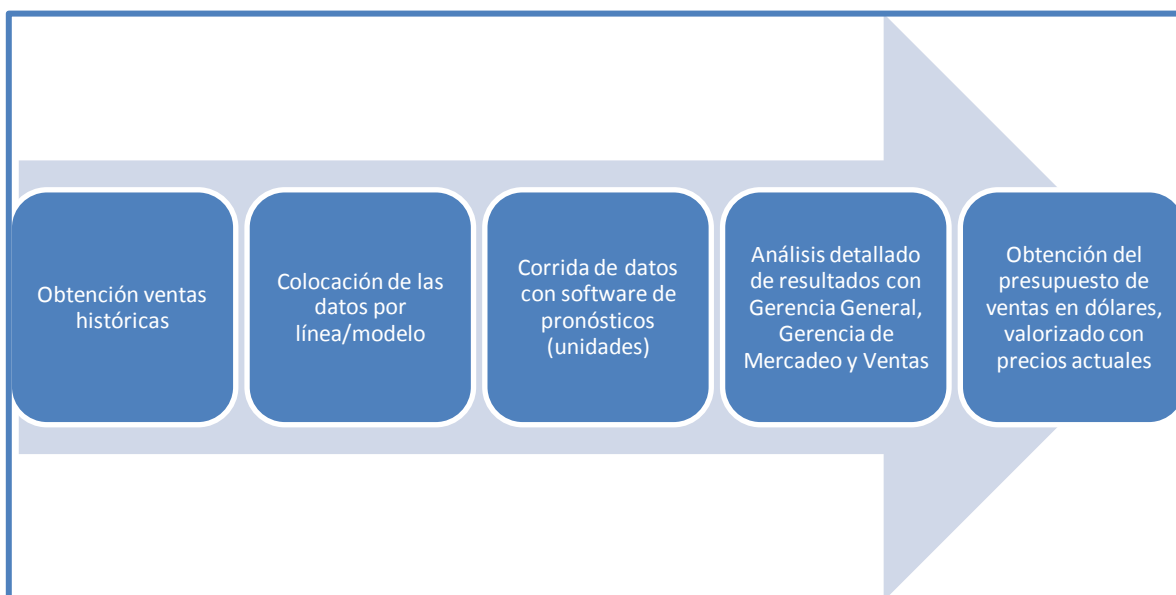 Obtención ventas
históricas
Colocación de las
datos por
línea/modelo
Corrida de datos
con software de
pronósticos
(unidades)
Análisis detallado
de resultados con
Gerencia General,
Gerencia de
Mercadeo y Ventas
Obtención del
presupuesto de
ventas en dólares,
valorizado con
precios actuales